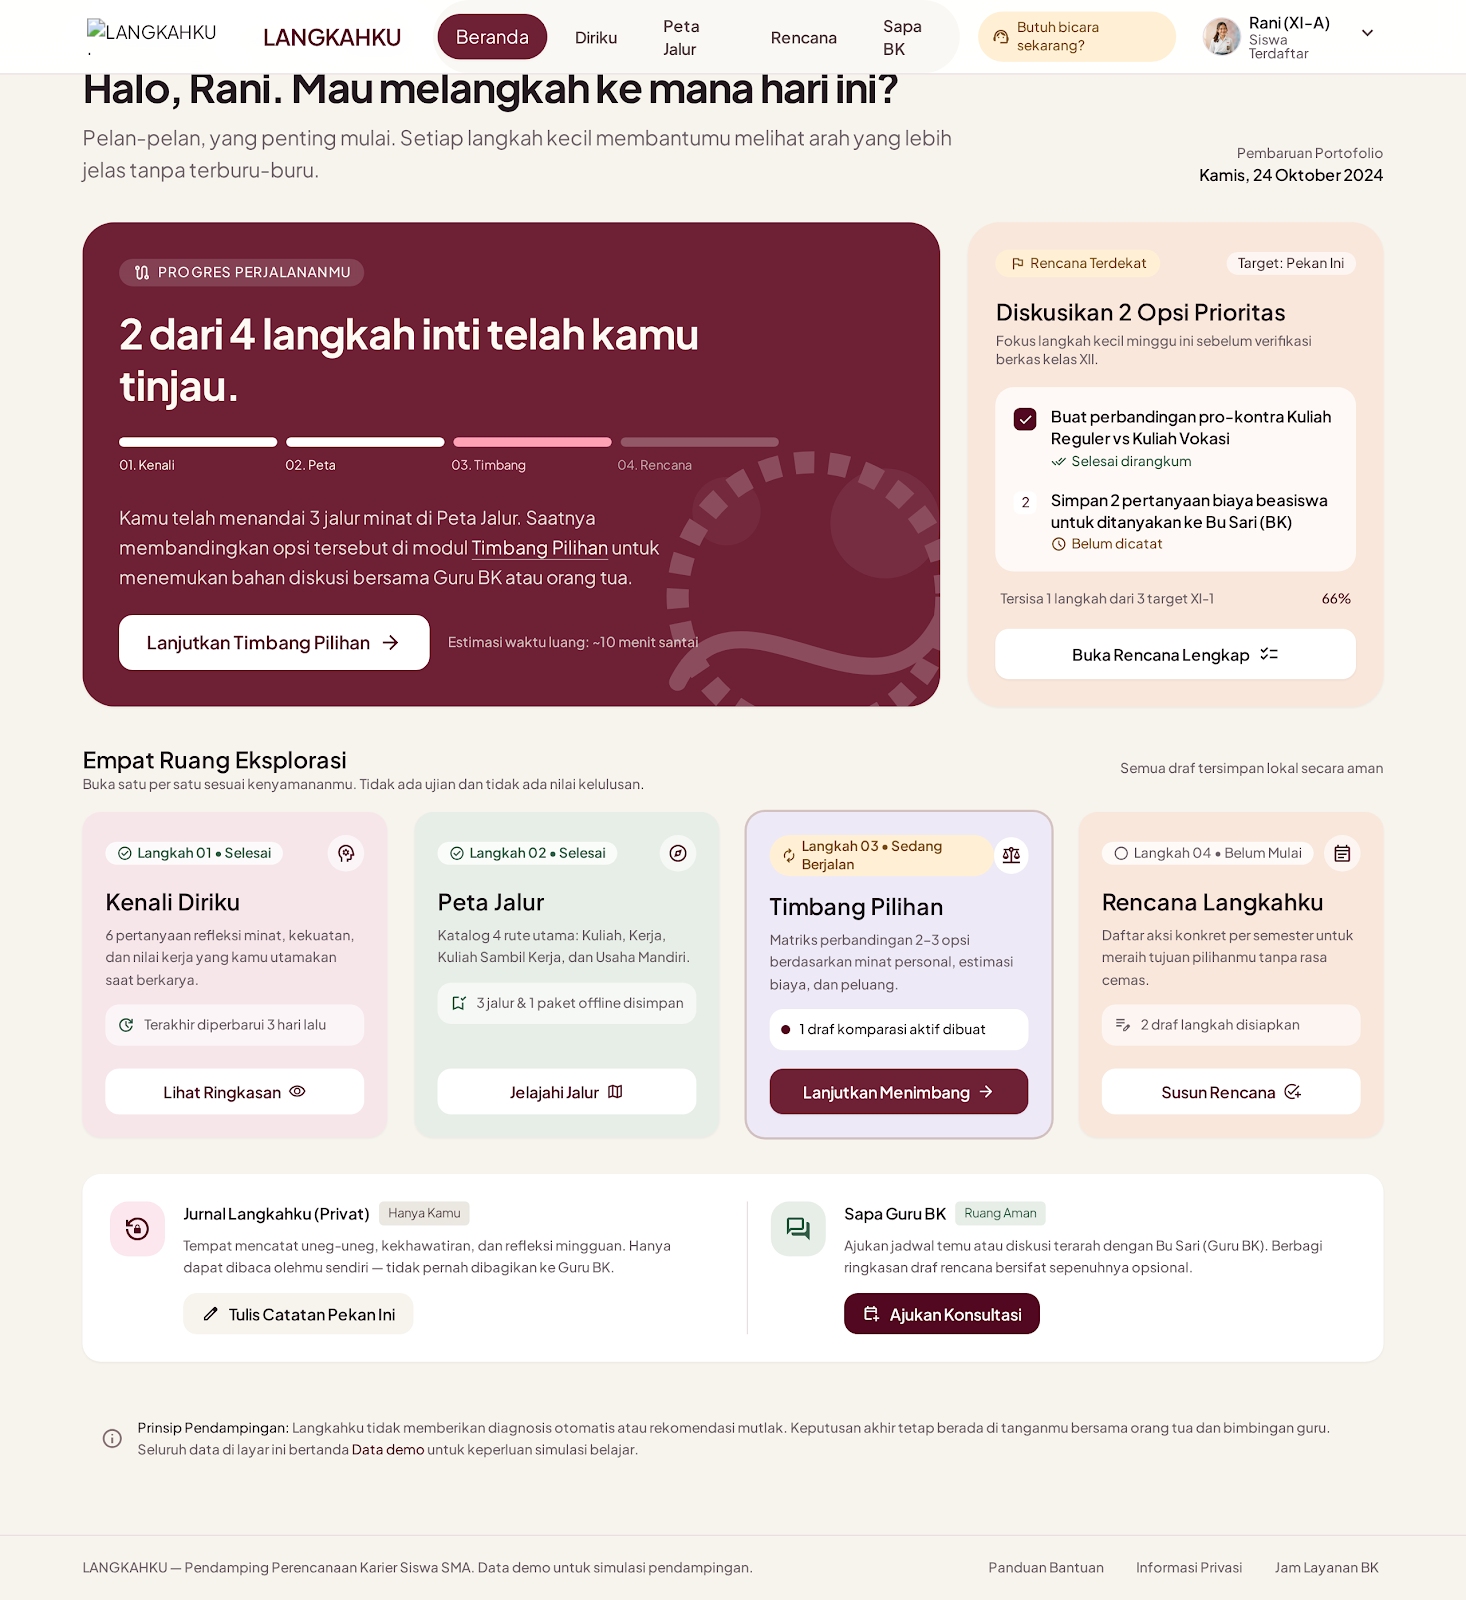 LANGKAHKU
.
LANGKAHKU
Beranda
Diriku
Peta
Jalur
Rencana
Sapa
BK
Butuh bicara
sekarang?
Rani (XI-A)
Siswa
Terdaftar
Halo, Rani. Mau melangkah ke mana hari ini?
Pelan-pelan, yang penting mulai. Setiap langkah kecil membantumu melihat arah yang lebih
jelas tanpa terburu-buru.
Pembaruan Portofolio
Kamis, 24 Oktober 2024
PROGRES PERJALANANMU
2 dari 4 langkah inti telah kamu
tinjau.
01. Kenali
02. Peta
03. Timbang
04. Rencana
Kamu telah menandai 3 jalur minat di Peta Jalur. Saatnya
membandingkan opsi tersebut di modul Timbang Pilihan untuk
menemukan bahan diskusi bersama Guru BK atau orang tua.
Lanjutkan Timbang Pilihan
Estimasi waktu luang: ~10 menit santai
Rencana Terdekat
Target: Pekan Ini
Diskusikan 2 Opsi Prioritas
Fokus langkah kecil minggu ini sebelum verifikasi
berkas kelas XII.
Buat perbandingan pro-kontra Kuliah
Reguler vs Kuliah Vokasi
Selesai dirangkum
2
Simpan 2 pertanyaan biaya beasiswa
untuk ditanyakan ke Bu Sari (BK)
Belum dicatat
Tersisa 1 langkah dari 3 target XI-1
66%
Buka Rencana Lengkap
Empat Ruang Eksplorasi
Buka satu per satu sesuai kenyamananmu. Tidak ada ujian dan tidak ada nilai kelulusan.
Semua draf tersimpan lokal secara aman
Langkah 01 • Selesai
Kenali Diriku
6 pertanyaan refleksi minat, kekuatan,
dan nilai kerja yang kamu utamakan
saat berkarya.
Terakhir diperbarui 3 hari lalu
Lihat Ringkasan
Langkah 02 • Selesai
Peta Jalur
Katalog 4 rute utama: Kuliah, Kerja,
Kuliah Sambil Kerja, dan Usaha Mandiri.
3 jalur & 1 paket offline disimpan
Jelajahi Jalur
Langkah 03 • Sedang
Berjalan
Timbang Pilihan
Matriks perbandingan 2–3 opsi
berdasarkan minat personal, estimasi
biaya, dan peluang.
1 draf komparasi aktif dibuat
Lanjutkan Menimbang
Langkah 04 • Belum Mulai
Rencana Langkahku
Daftar aksi konkret per semester untuk
meraih tujuan pilihanmu tanpa rasa
cemas.
2 draf langkah disiapkan
Susun Rencana
Jurnal Langkahku (Privat)
Hanya Kamu
Tempat mencatat uneg-uneg, kekhawatiran, dan refleksi mingguan. Hanya
dapat dibaca olehmu sendiri — tidak pernah dibagikan ke Guru BK.
Tulis Catatan Pekan Ini
Sapa Guru BK
Ruang Aman
Ajukan jadwal temu atau diskusi terarah dengan Bu Sari (Guru BK). Berbagi
ringkasan draf rencana bersifat sepenuhnya opsional.
Ajukan Konsultasi
Prinsip Pendampingan: Langkahku tidak memberikan diagnosis otomatis atau rekomendasi mutlak. Keputusan akhir tetap berada di tanganmu bersama orang tua dan bimbingan guru.
Seluruh data di layar ini bertanda Data demo untuk keperluan simulasi belajar.
LANGKAHKU — Pendamping Perencanaan Karier Siswa SMA. Data demo untuk simulasi pendampingan.
Panduan Bantuan
Informasi Privasi
Jam Layanan BK